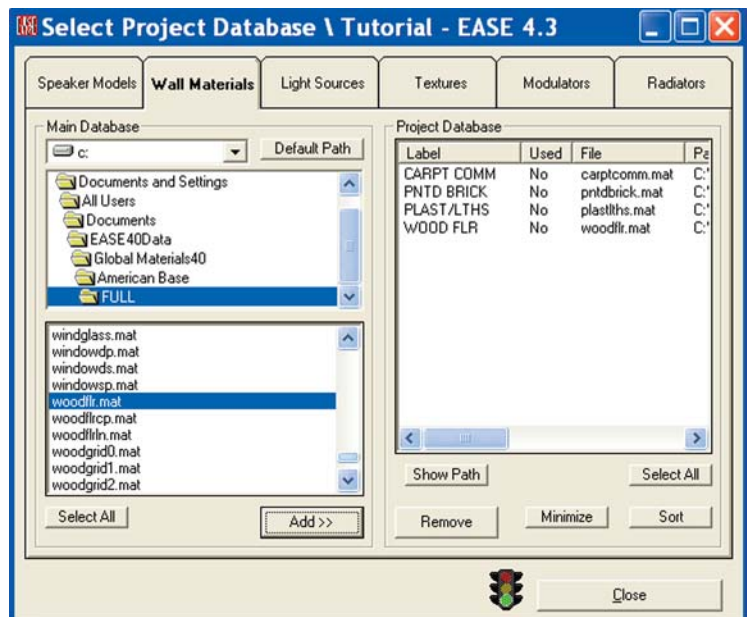 Select Project Database \ Tutorial - EASE 4.3
Speaker Models Wall Materials Light Sources Textures Modulators Radiators
Main Database
c:
Default Path
Documents and Settings
All Users
Documents
EASE40Data
Global Materials40
American Base
FULL
windglass.mat
windowdp.mat
windowds.mat
windowsp.mat
woodflr.mat
woodflrcp.mat
woodflrln.mat
woodgrid0.mat
woodgrid1.mat
woodgrid2.mat
Select All
Add >>
Project Database
Label Used File Pa
CARPT COMM No carptcomm.mat C:'
PNTD BRICK No pntdbrick.mat C:'
PLAST/LTHS No plastlths.mat C:'
WOOD FLR No woodflr.mat C:'
Show Path Select All
Remove Minimize Sort
Close